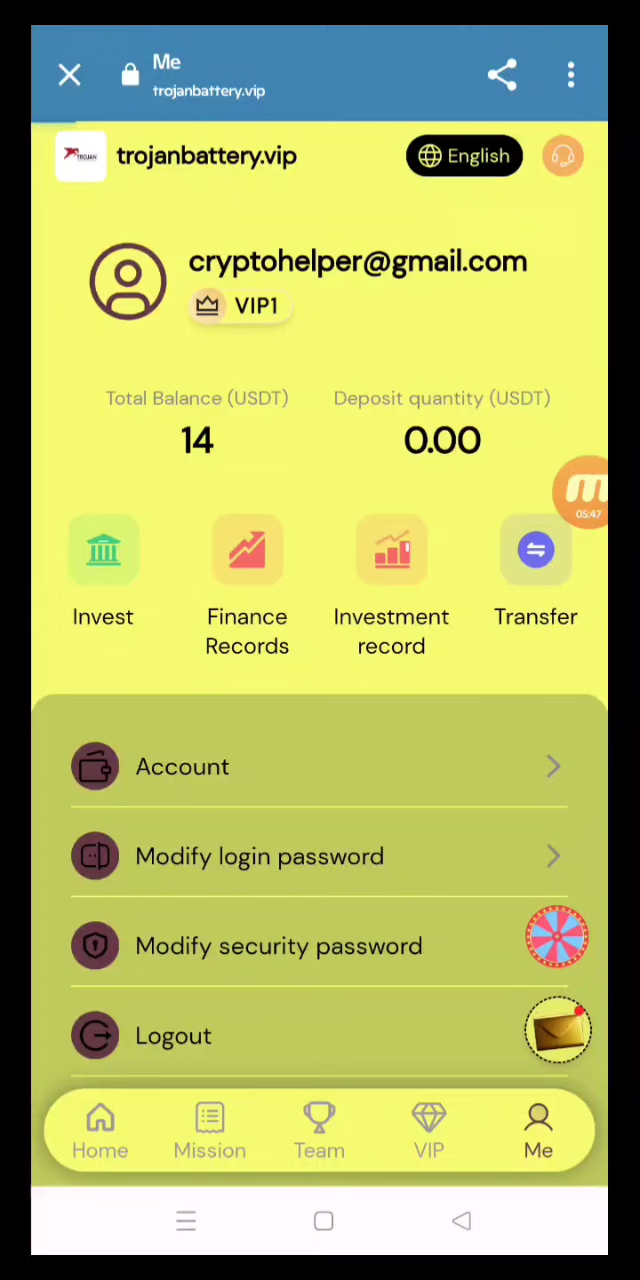 Me
trojanbattery.vip
TROJAN
trojanbattery.vip
English
cryptohelper@gmail.com
VIP1
Total Balance (USDT)
Deposit quantity (USDT)
14
0.00
05:47
Invest
Finance
Records
Investment
record
Transfer
Account
Modify login password
Modify security password
Logout
Home
Mission
Team
VIP
Me